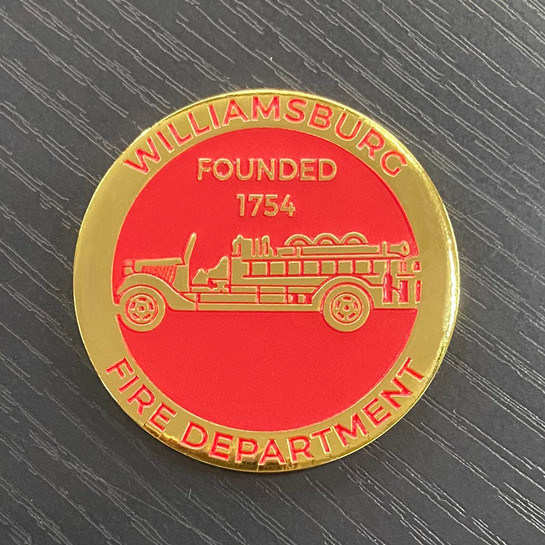 WILLIAMSBURG
FOUNDED
1754
FIRE DEPARTMENT